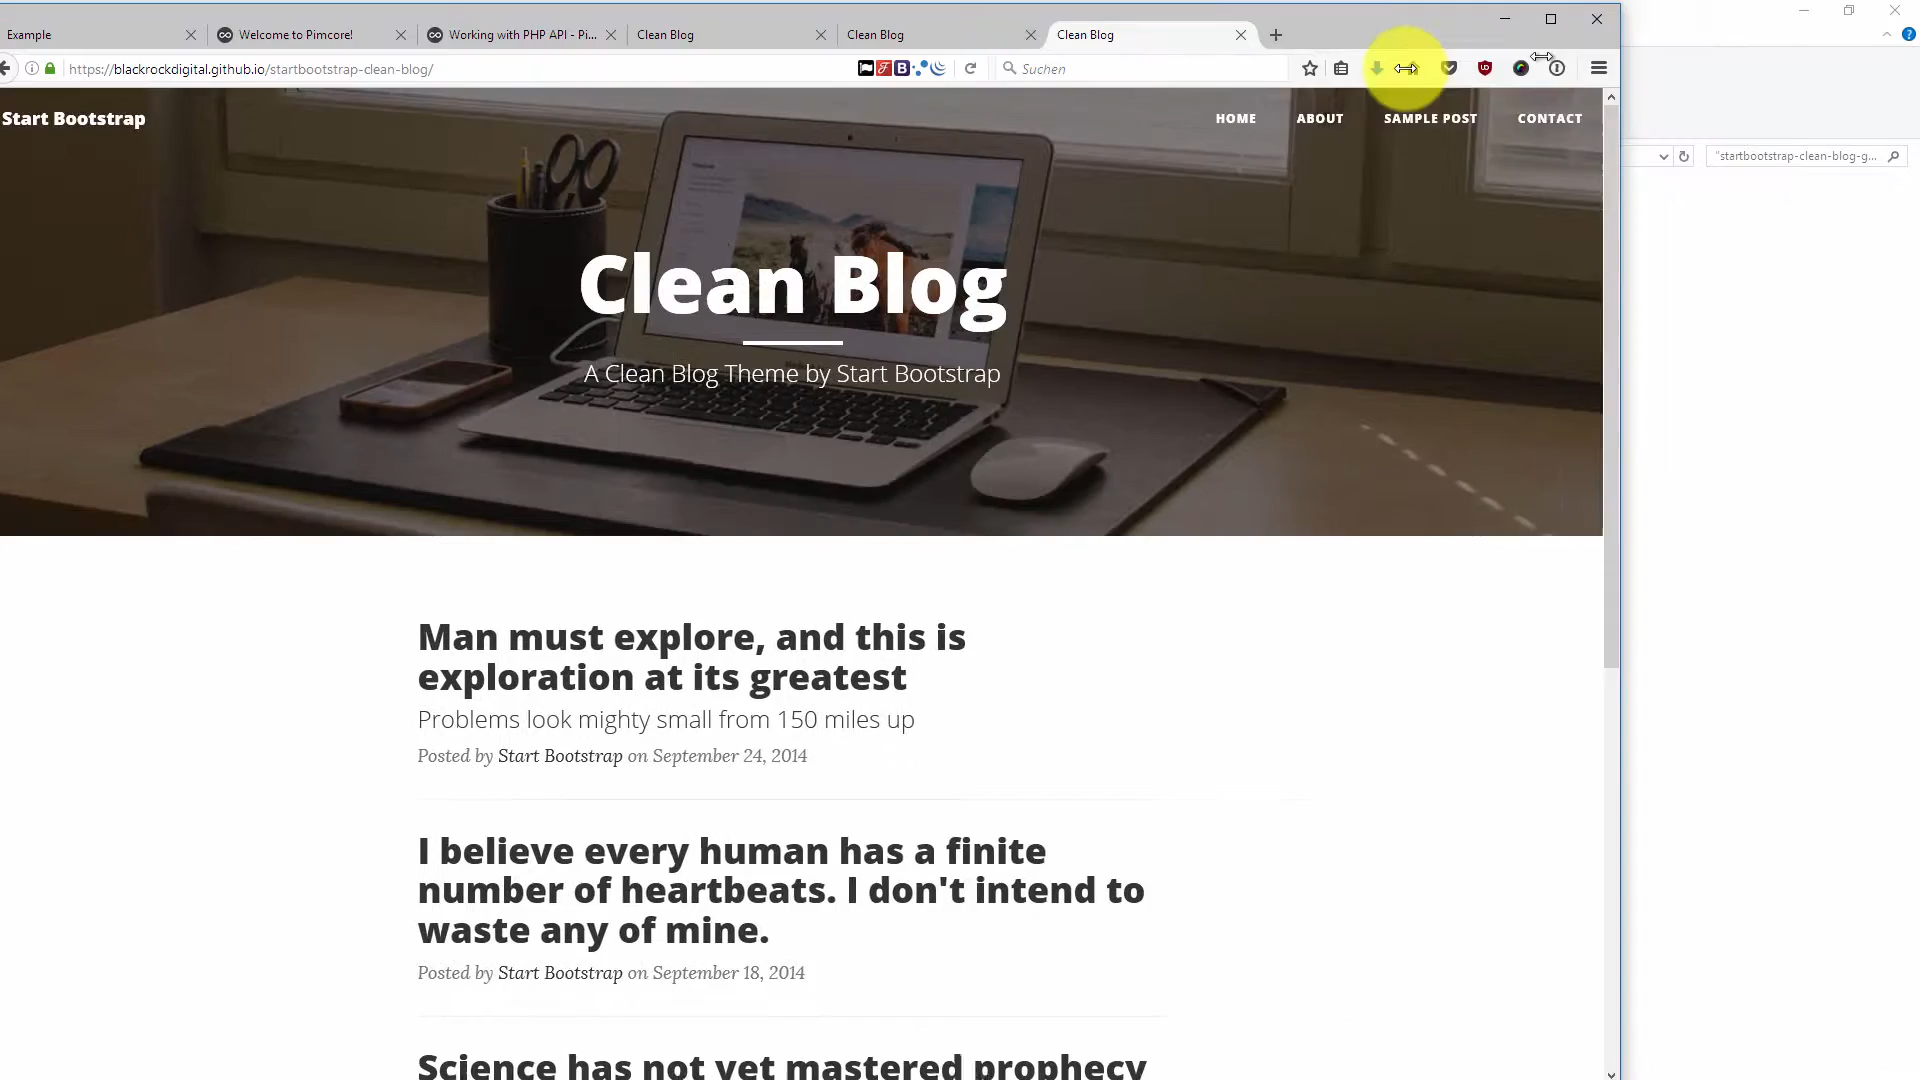 Example
Welcome to Pimcore!
Working with PHP API - Pi...
Clean Blog
Clean Blog
Clean Blog
https://blackrockdigital.github.io/startbootstrap-clean-blog/
Suchen
Start Bootstrap
HOME
ABOUT
SAMPLE POST
CONTACT
"startbootstrap-clean-blog-g...
Clean Blog
A Clean Blog Theme by Start Bootstrap
Man must explore, and this is
exploration at its greatest
Problems look mighty small from 150 miles up
Posted by Start Bootstrap on September 24, 2014
I believe every human has a finite
number of heartbeats. I don't intend to
waste any of mine.
Posted by Start Bootstrap on September 18, 2014
Science has not yet mastered prophecy